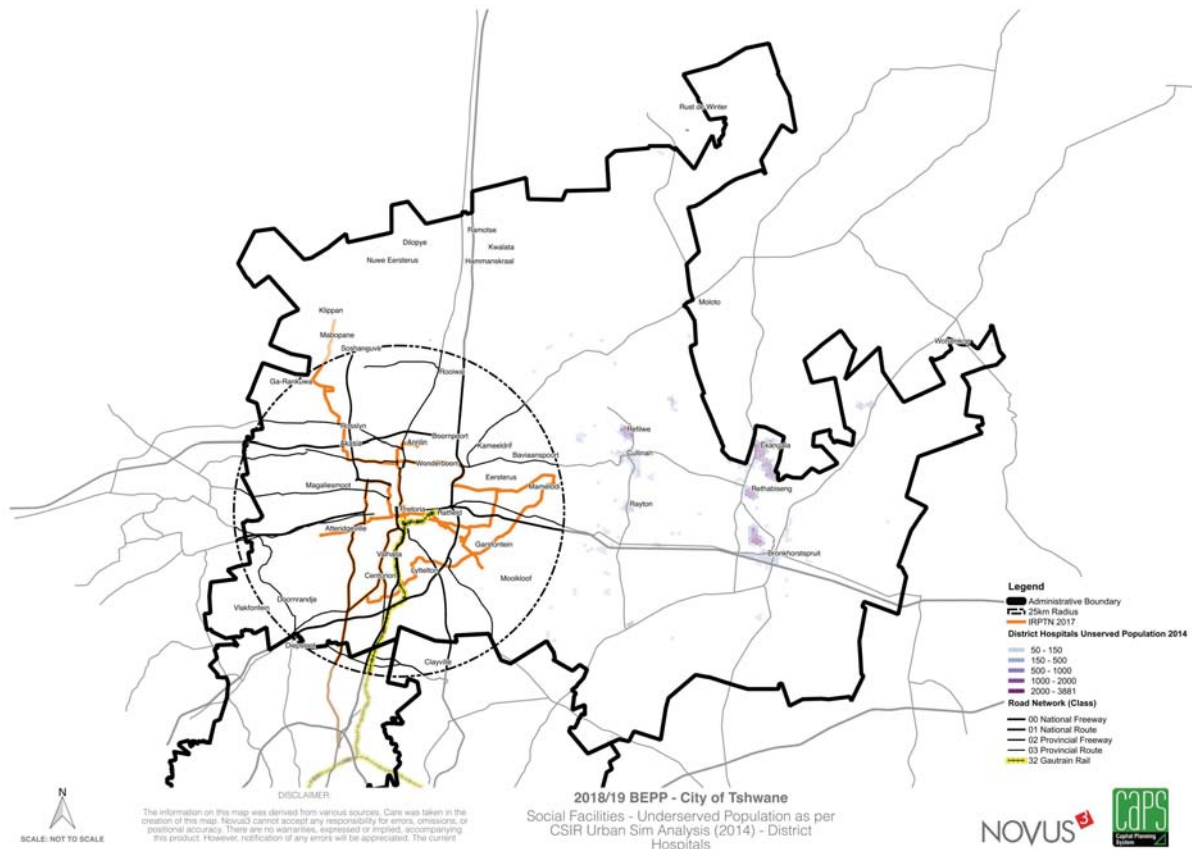 Rust de Winter
Ramotse
Dilopye
Kwalata
Nuwe Eersterus
Hammanskraal
Moloto
Klippan
Mabopane
Soshanguve
Rooiwal
Ga-Rankuwa
Rosslyn
Akasia
Annlin
Boompoort
Kameeldrif
Wonderboom
Baviaanspoort
Refilwe
Cullinan
Ekangala
Eersterus
Mamelodi
Magaliesmoot
Rethabiseng
Rayton
Pretoria
Hatfield
Atteridgeville
Garsfontein
Bronkhorstspruit
Valhalla
Centurion
Lyttelton
Mooikloof
Doornrandje
Vlakfontein
Diepsloot
Clayville
Legend
Administrative Boundary
25km Radius
IRPTN 2017
District Hospitals Unserved Population 2014
50 - 150
150 - 500
500 - 1000
1000 - 2000
2000 - 3881
Road Network (Class)
00 National Freeway
01 National Route
02 Provincial Freeway
03 Provincial Route
32 Gautrain Rail
N
SCALE: NOT TO SCALE
DISCLAIMER
The information on this map was derived from various sources. Care was taken in the
creation of this map. Novus3 cannot accept any responsibility for errors, omissions, or
positional accuracy. There are no warranties, expressed or implied, accompanying
this product. However, notification of any errors will be appreciated. The current
2018/19 BEPP - City of Tshwane
Social Facilities - Underserved Population as per
CSIR Urban Sim Analysis (2014) - District
Hospitals
NOVUS3
CAPS
Capital Planning
System